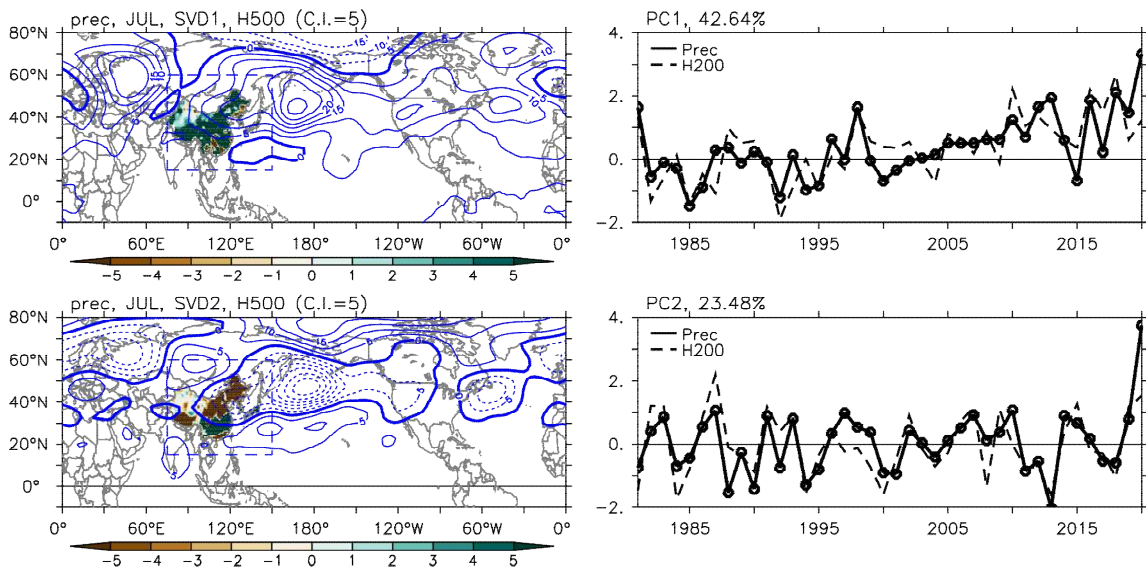 prec, JUL, SVD1, H500 (C.I.=5)
80°N
60°N
40°N
20°N
0°
0° 60°E 120°E 180° 120°W 60°W 0°
-5 -4 -3 -2 -1 0 1 2 3 4 5
PC1, 42.64%
Prec
H200
4.
2
0.
-2
1985 1995 2005 2015
prec, JUL, SVD2, H500 (C.I.=5)
80°N
60°N
40°N
20°N
0°
0° 60°E 120°E 180° 120°W 60°W 0°
-5 -4 -3 -2 -1 0 1 2 3 4 5
PC2, 23.48%
Prec
H200
4.
2
0.
-2.
1985 1995 2005 2015